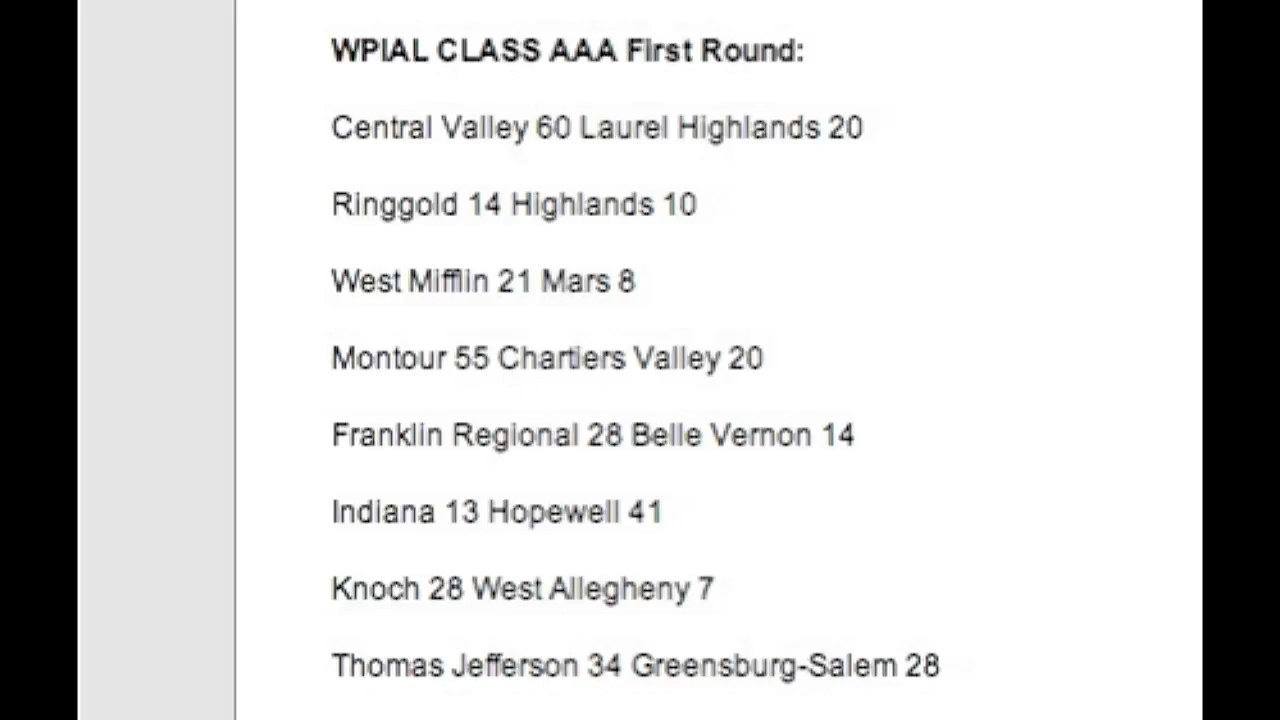 WPIAL CLASS AAA First Round:
Central Valley 60 Laurel Highlands 20
Ringgold 14 Highlands 10
West Mifflin 21 Mars 8
Montour 55 Chartiers Valley 20
Franklin Regional 28 Belle Vernon 14
Indiana 13 Hopewell 41
Knoch 28 West Allegheny 7
Thomas Jefferson 34 Greensburg-Salem 28